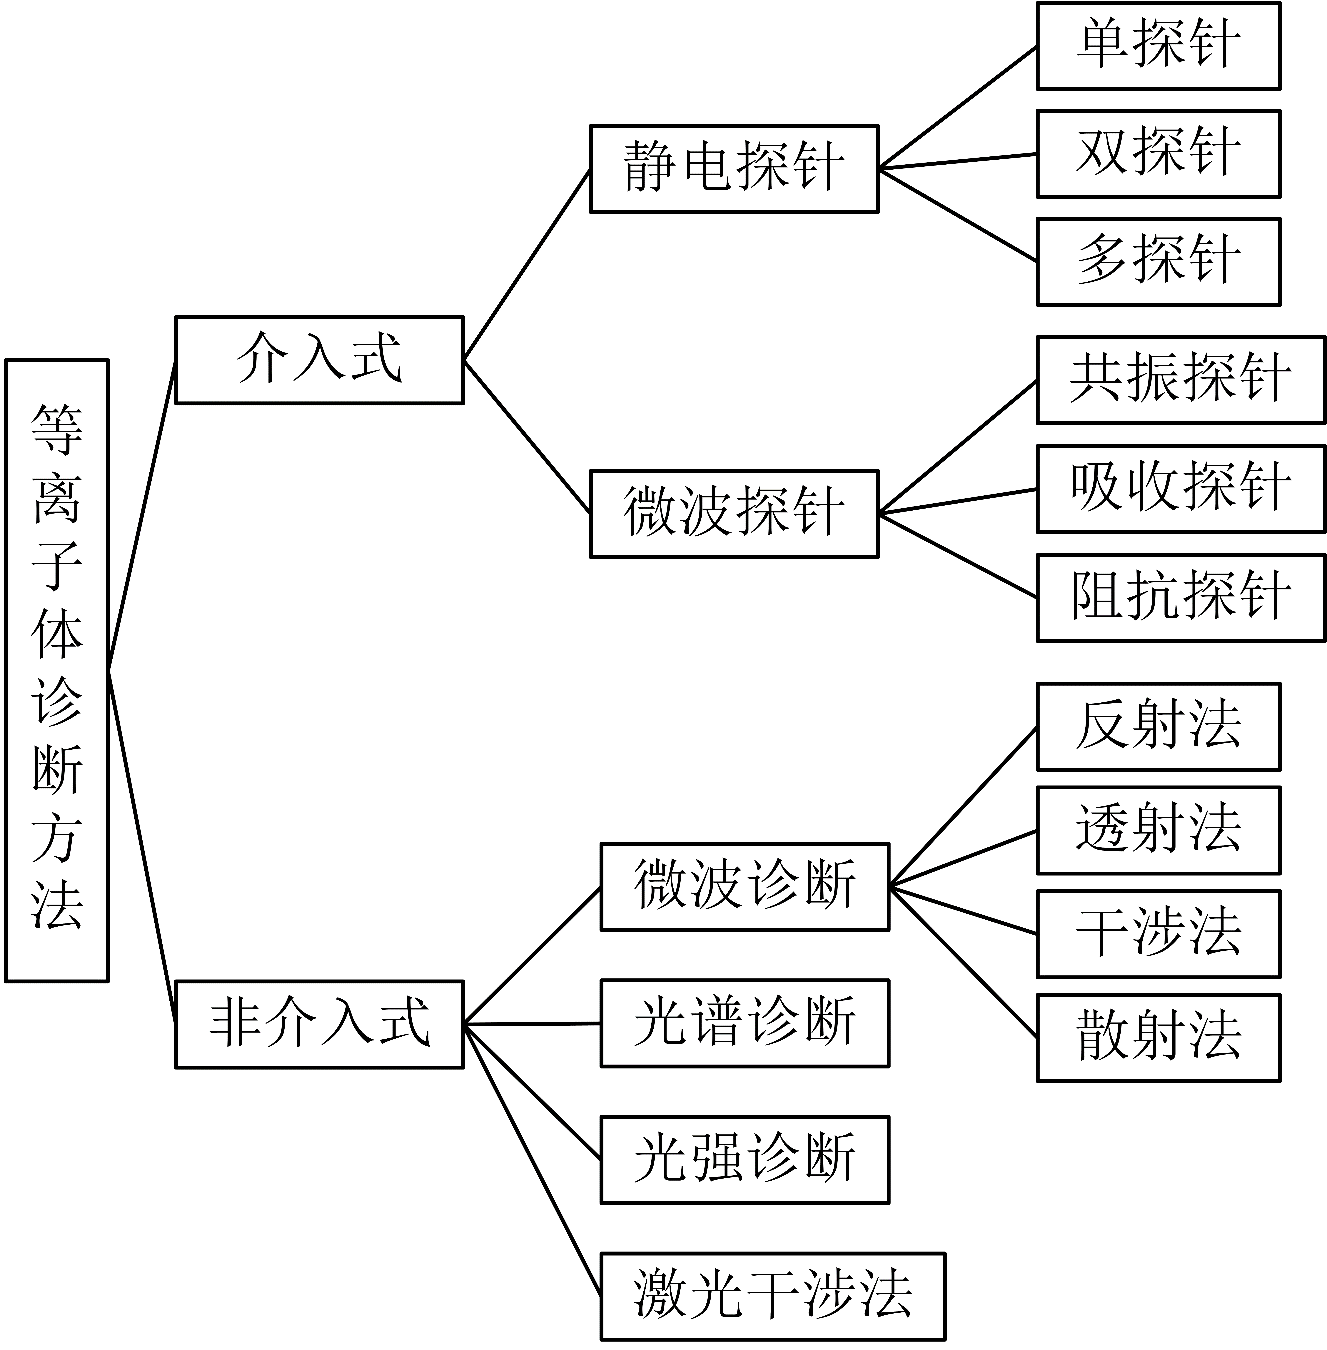 等离子体诊断方法
介入式
静电探针
单探针
双探针
多探针
微波探针
共振探针
吸收探针
阻抗探针
非介入式
微波诊断
反射法
透射法
干涉法
散射法
光谱诊断
光强诊断
激光干涉法